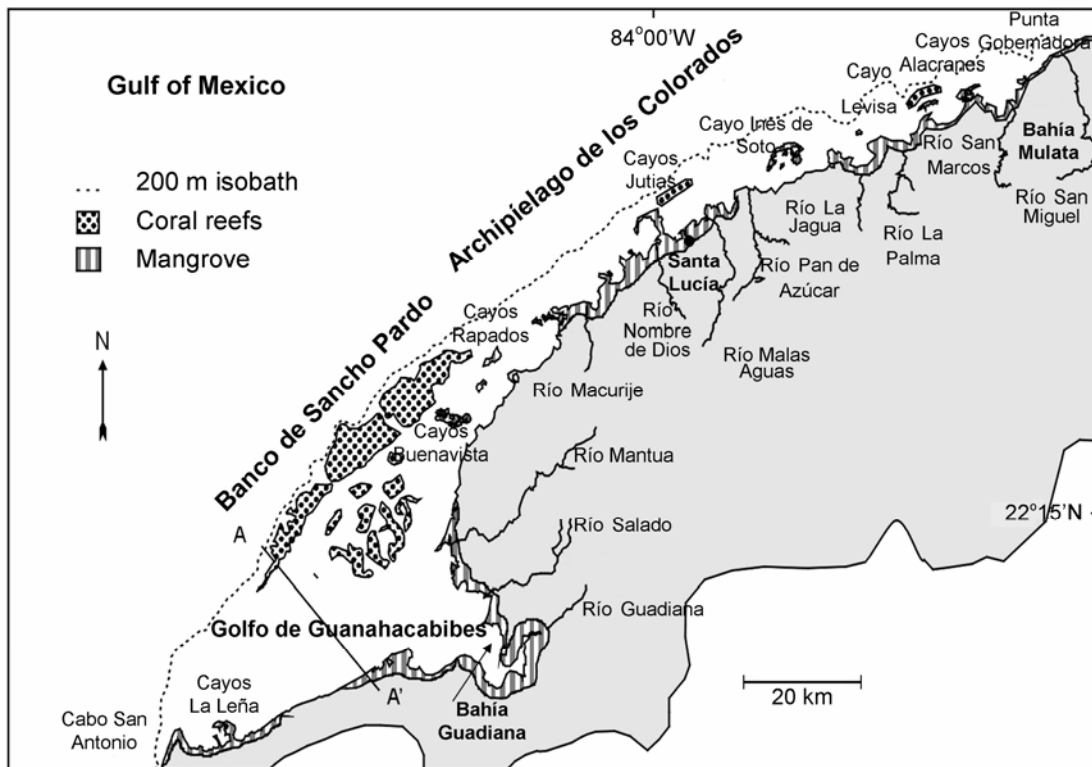 84°00'W
Punta
Gobernadora
Cayos
Alacranes
Cayo
Levisa
Gulf of Mexico
Archipíelago de los Colorados
Cayo Inés de
Soto
Cayos
Jutias
Río San
Marcos
Bahía
Mulata
Río San
Miguel
200 m isobath
Coral reefs
Mangrove
Río La
Jagua
Río La
Palma
Santa
Lucía
Río Pan de
Azúcar
Río
Nombre
de Dios
Río Malas
Aguas
Cayos
Rapados
N
Banco de Sancho Pardo
Río Macurije
Cayos
Buenavista
Río Mantua
22°15'N
A
Río Salado
Río Guadiana
Golfo de Guanahacabibes
Cayos
La Leña
A'
20 km
Bahía
Guadiana
Cabo San
Antonio